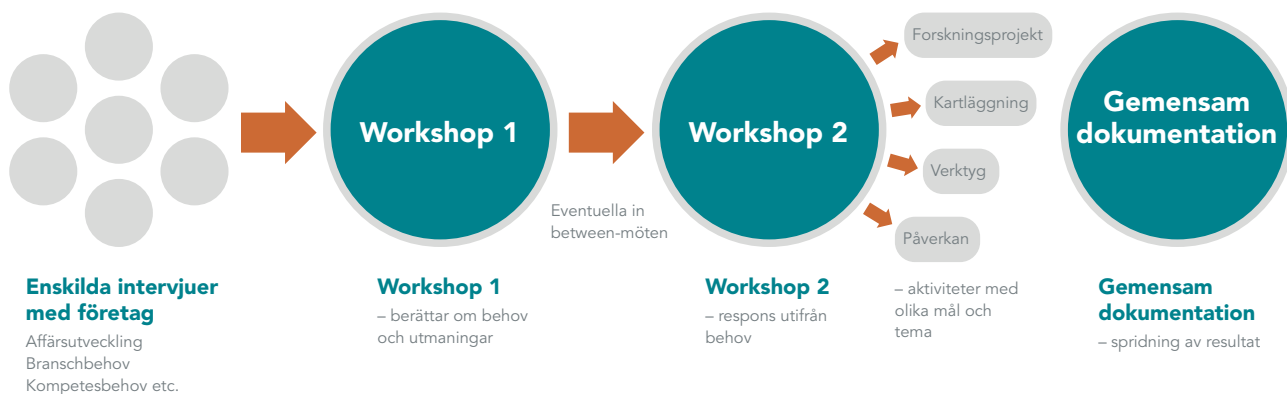 Workshop 1
Workshop 2
Forskningsprojekt
Kartläggning
Verktyg
Påverkan
Gemensam
dokumentation
Eventuella in
between-möten
Enskilda intervjuer
med företag
Affärsutveckling
Branschbehov
Kompetesbehov etc.
Workshop 1
– berättar om behov
och utmaningar
Workshop 2
– respons utifrån
behov
– aktiviteter med
olika mål och
tema
Gemensam
dokumentation
– spridning av resultat